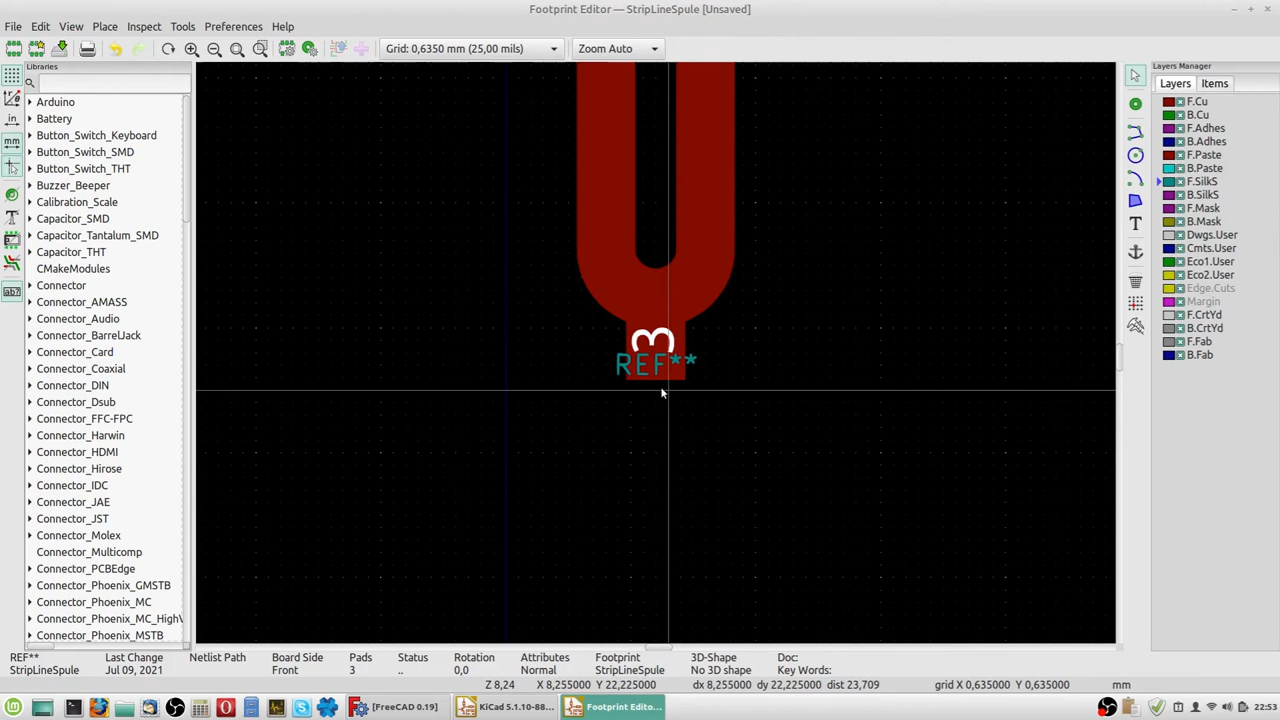 Footprint Editor — StripLineSpule [Unsaved]
File Edit View Place Inspect Tools Preferences Help
Grid: 0,6350 mm (25,00 mils) Zoom Auto
Libraries
Arduino
Battery
Button_Switch_Keyboard
Button_Switch_SMD
Button_Switch_THT
Buzzer_Beeper
Calibration_Scale
Capacitor_SMD
Capacitor_Tantalum_SMD
Capacitor_THT
CMakeModules
Connector
Connector_AMASS
Connector_Audio
Connector_BarrelJack
Connector_Card
Connector_Coaxial
Connector_DIN
Connector_Dsub
Connector_FFC-FPC
Connector_Harwin
Connector_HDMI
Connector_Hirose
Connector_IDC
Connector_JAE
Connector_JST
Connector_Molex
Connector_Multicomp
Connector_PCBEdge
Connector_Phoenix_GMSTB
Connector_Phoenix_MC
Connector_Phoenix_MC_HighV
Connector_Phoenix_MSTB
in
mm
ab?
3
REF**
T
Layers Manager
Layers Items
F.Cu
B.Cu
F.Adhes
B.Adhes
F.Paste
B.Paste
F.SilkS
B.SilkS
F.Mask
B.Mask
Dwgs.User
Cmts.User
Eco1.User
Eco2.User
Edge.Cuts
Margin
F.CrtYd
B.CrtYd
F.Fab
B.Fab
REF** Last Change Netlist Path Board Side Pads Status Rotation Attributes Footprint 3D-Shape Doc:
StripLineSpule Jul 09, 2021 Front 3 .. 0,0 Normal StripLineSpule No 3D shape Key Words:
Z 8,24 X 8,255000 Y 22,225000 dx 8,255000 dy 22,225000 dist 23,709 grid X 0,635000 Y 0,635000 mm
[FreeCAD 0.19] KiCad 5.1.10-88... Footprint Edito... 22:53